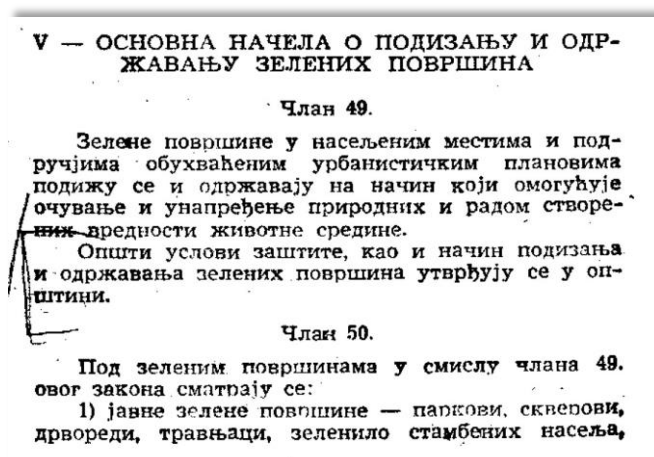 V — ОСНОВНА НАЧЕЛА О ПОДИЗАЊУ И ОДР-
ЖАВАЊУ ЗЕЛЕНИХ ПОВРШИНА
Члан 49.
Зелене површине у насељеним местима и под-
ручјима обухваћеним урбанистичким плановима
подижу се и одржавају на начин који омогућује
очување и унапређење природних и радом створе-
них вредности животне средине.
Општи услови заштите, као и начин подизања
и одржавања зелених површина утврђују се у оп-
штини.
Члан 50.
Под зеленим површинама у смислу члана 49.
овог закона сматрају се:
1) јавне зелене површине — паркови, скверови,
дрвореди, травњаци, зеленило стамбених насеља,